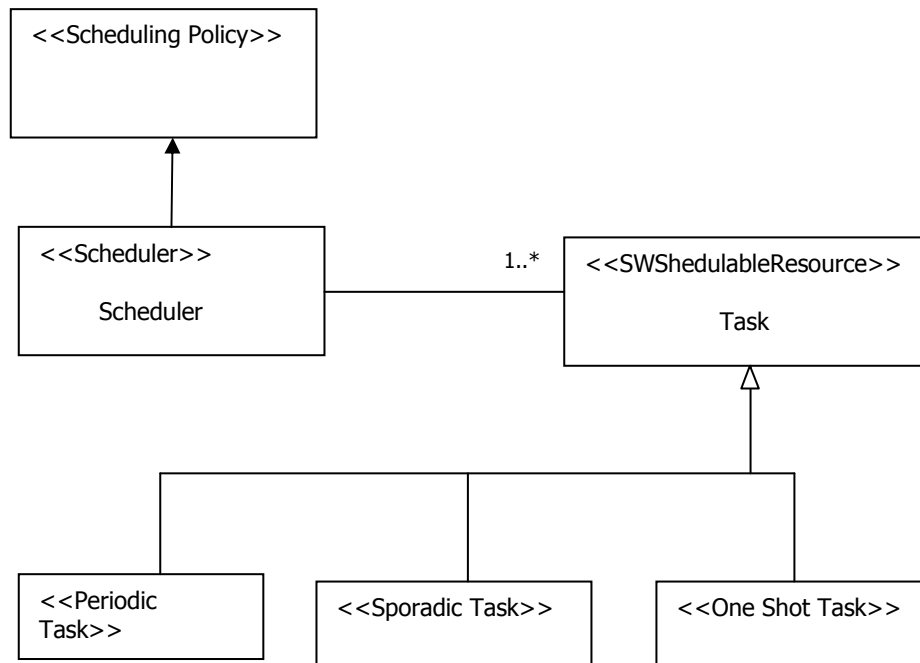 <<Scheduling Policy>>
<<Scheduler>>
Scheduler
1..*
<<SWShedulableResource>>
Task
<<Periodic
Task>>
<<Sporadic Task>>
<<One Shot Task>>